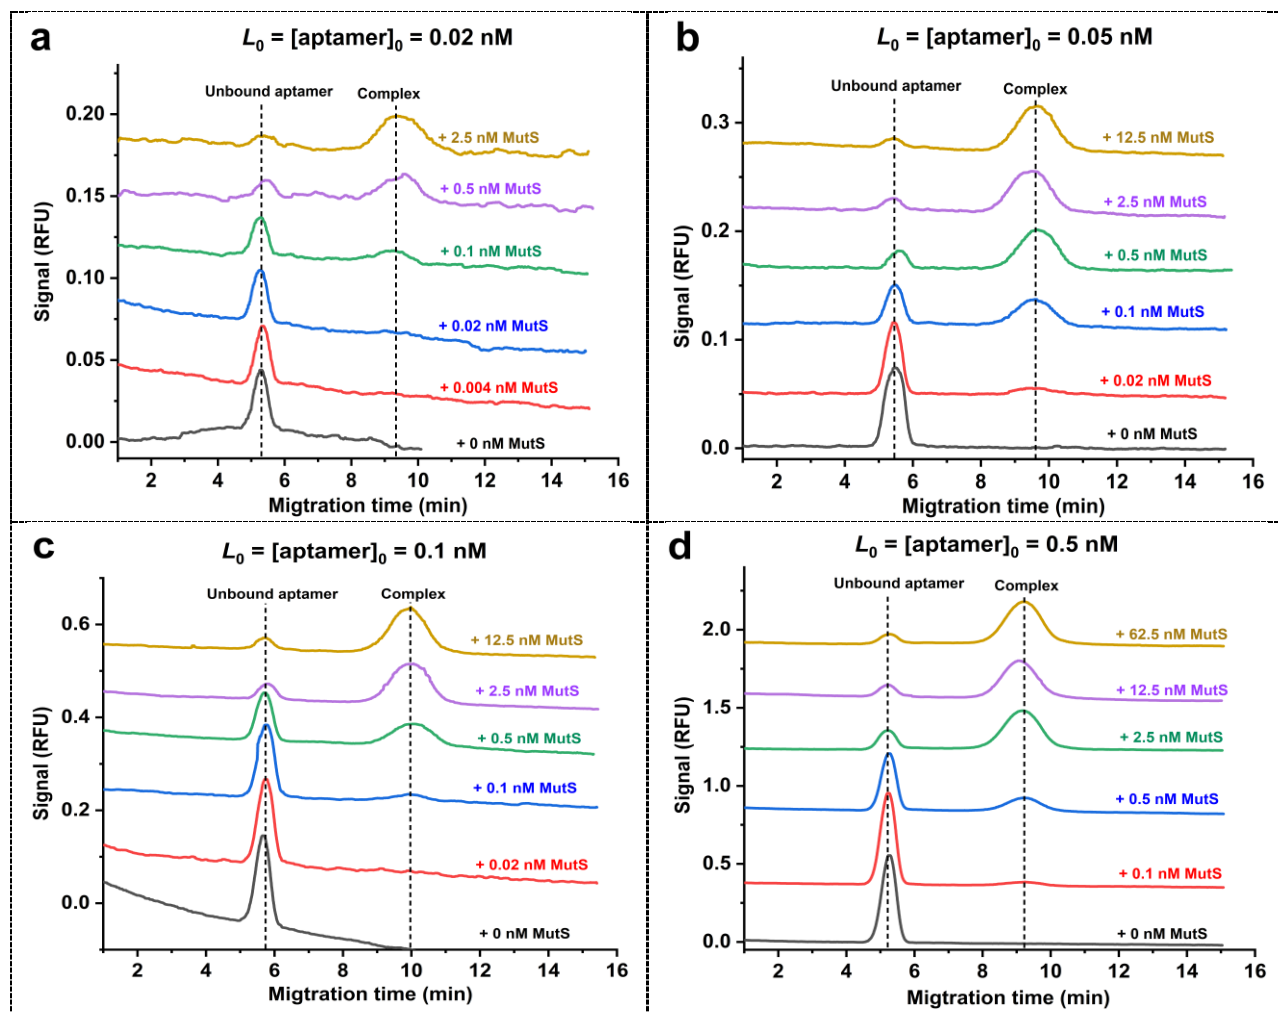 a
L₀ = [aptamer]₀ = 0.02 nM
Unbound aptamer
Complex
+ 2.5 nM MutS
+ 0.5 nM MutS
+ 0.1 nM MutS
+ 0.02 nM MutS
+ 0.004 nM MutS
+ 0 nM MutS
Signal (RFU)
0.20
0.15
0.10
0.05
0.00
2 4 6 8 10 12 14 16
Migtration time (min)
b
L₀ = [aptamer]₀ = 0.05 nM
Unbound aptamer
Complex
+ 12.5 nM MutS
+ 2.5 nM MutS
+ 0.5 nM MutS
+ 0.1 nM MutS
+ 0.02 nM MutS
+ 0 nM MutS
Signal (RFU)
0.3
0.2
0.1
0.0
2 4 6 8 10 12 14 16
Migtration time (min)
c
L₀ = [aptamer]₀ = 0.1 nM
Unbound aptamer
Complex
+ 12.5 nM MutS
+ 2.5 nM MutS
+ 0.5 nM MutS
+ 0.1 nM MutS
+ 0.02 nM MutS
+ 0 nM MutS
Signal (RFU)
0.6
0.4
0.2
0.0
2 4 6 8 10 12 14 16
Migtration time (min)
d
L₀ = [aptamer]₀ = 0.5 nM
Unbound aptamer
Complex
+ 62.5 nM MutS
+ 12.5 nM MutS
+ 2.5 nM MutS
+ 0.5 nM MutS
+ 0.1 nM MutS
+ 0 nM MutS
Signal (RFU)
2.0
1.5
1.0
0.5
0.0
2 4 6 8 10 12 14 16
Migtration time (min)